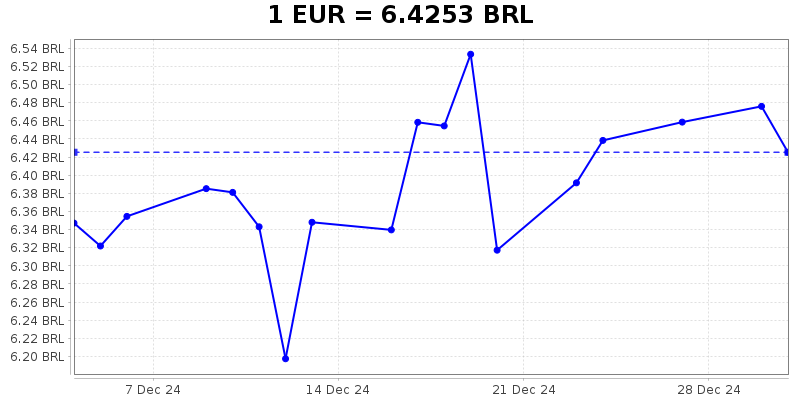 1 EUR = 6.4253 BRL
6.54 BRL
6.52 BRL
6.50 BRL
6.48 BRL
6.46 BRL
6.44 BRL
6.42 BRL
6.40 BRL
6.38 BRL
6.36 BRL
6.34 BRL
6.32 BRL
6.30 BRL
6.28 BRL
6.26 BRL
6.24 BRL
6.22 BRL
6.20 BRL
7 Dec 24 14 Dec 24 21 Dec 24 28 Dec 24